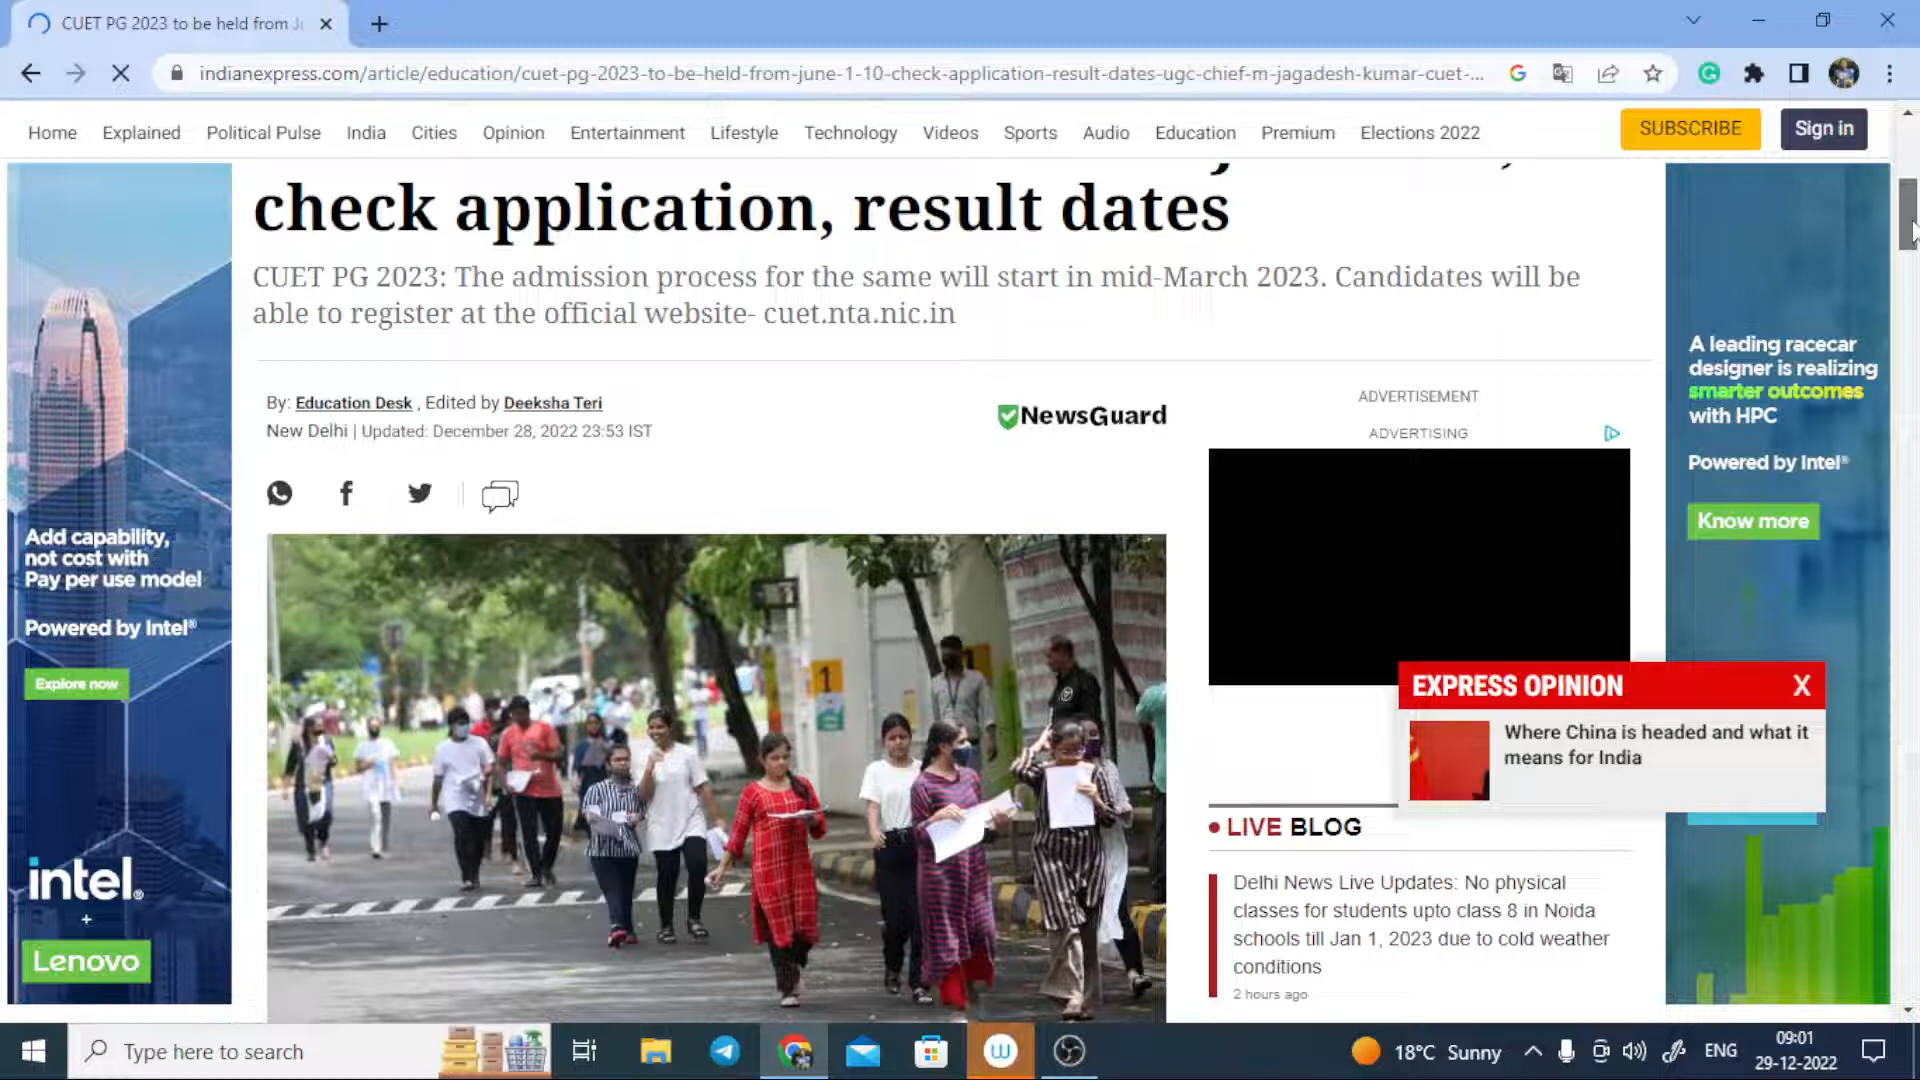 CUET PG 2023 to be held from Ju
indianexpress.com/article/education/cuet-pg-2023-to-be-held-from-june-1-10-check-application-result-dates-ugc-chief-m-jagadesh-kumar-cuet-...
Home Explained Political Pulse India Cities Opinion Entertainment Lifestyle Technology Videos Sports Audio Education Premium Elections 2022
SUBSCRIBE
Sign in
check application, result dates
CUET PG 2023: The admission process for the same will start in mid-March 2023. Candidates will be
able to register at the official website- cuet.nta.nic.in
By: Education Desk , Edited by Deeksha Teri
New Delhi | Updated: December 28, 2022 23:53 IST
NewsGuard
ADVERTISEMENT
ADVERTISING
Add capability,
not cost with
Pay per use model
Powered by Intel®
Explore now
intel®
+
Lenovo
1
A leading racecar
designer is realizing
smarter outcomes
with HPC
Powered by Intel®
Know more
EXPRESS OPINION X
Where China is headed and what it
means for India
LIVE BLOG
Delhi News Live Updates: No physical
classes for students upto class 8 in Noida
schools till Jan 1, 2023 due to cold weather
conditions
2 hours ago
Type here to search
18°C Sunny
ENG
09:01
29-12-2022